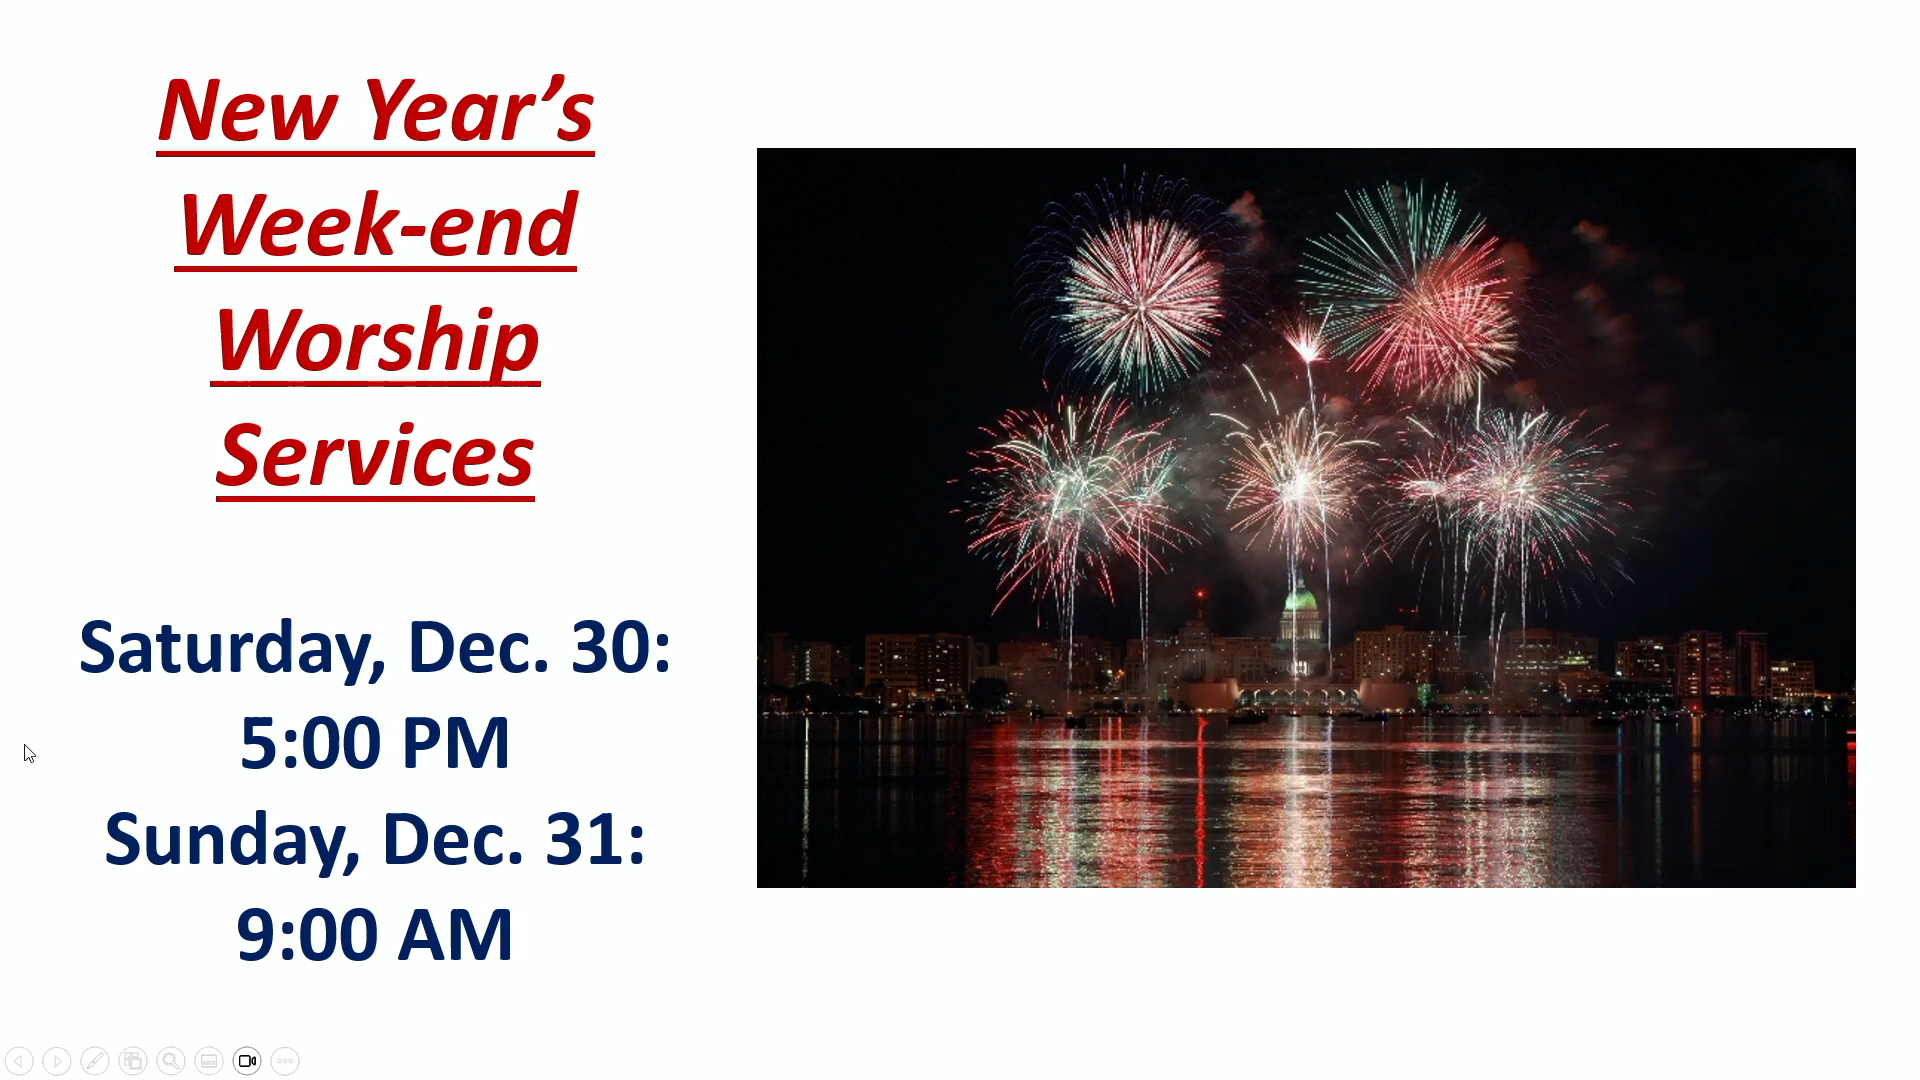 New Year’s
Week-end
Worship
Services
Saturday, Dec. 30:
5:00 PM
Sunday, Dec. 31:
9:00 AM